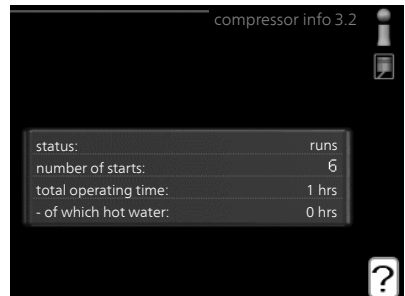 compressor info 3.2
status: runs
number of starts: 6
total operating time: 1 hrs
- of which hot water: 0 hrs
?